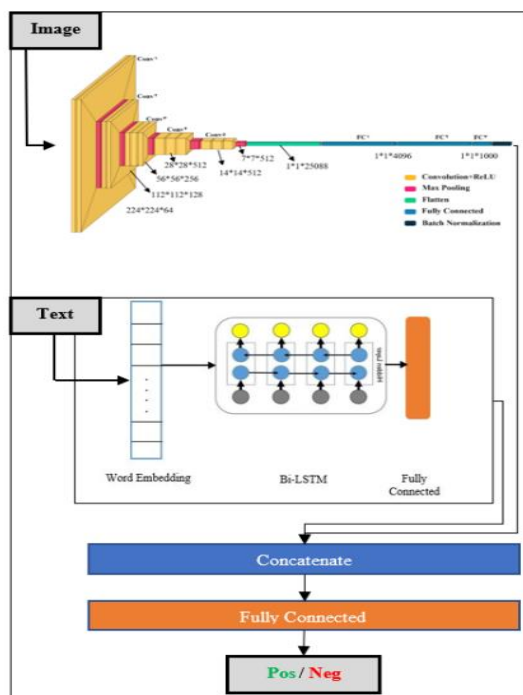 Image
28*28*512
56*56*256
112*112*128
224*224*64
14*14*512
7*7*512
1*1*25088
1*1*4096
1*1*1000
Convolution+ReLU
Max Pooling
Flatten
Fully Connected
Batch Normalization
Text
Word Embedding
Bi-LSTM
Fully
Connected
Concatenate
Fully Connected
Pos / Neg